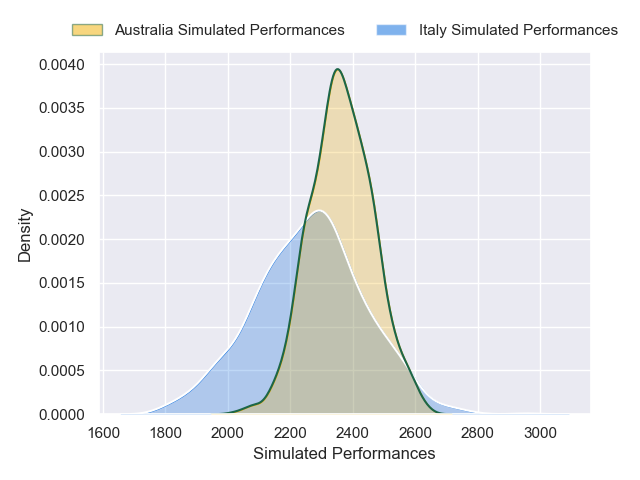 Australia Simulated Performances
Italy Simulated Performances
0.0040
0.0035
0.0030
0.0025
0.0020
0.0015
0.0010
0.0005
0.0000
Density
1600 1800 2000 2200 2400 2600 2800 3000
Simulated Performances